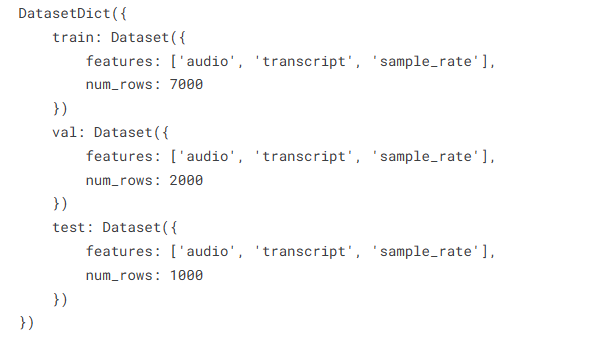 DatasetDict({
    train: Dataset({
        features: ['audio', 'transcript', 'sample_rate'],
        num_rows: 7000
    })
    val: Dataset({
        features: ['audio', 'transcript', 'sample_rate'],
        num_rows: 2000
    })
    test: Dataset({
        features: ['audio', 'transcript', 'sample_rate'],
        num_rows: 1000
    })
})